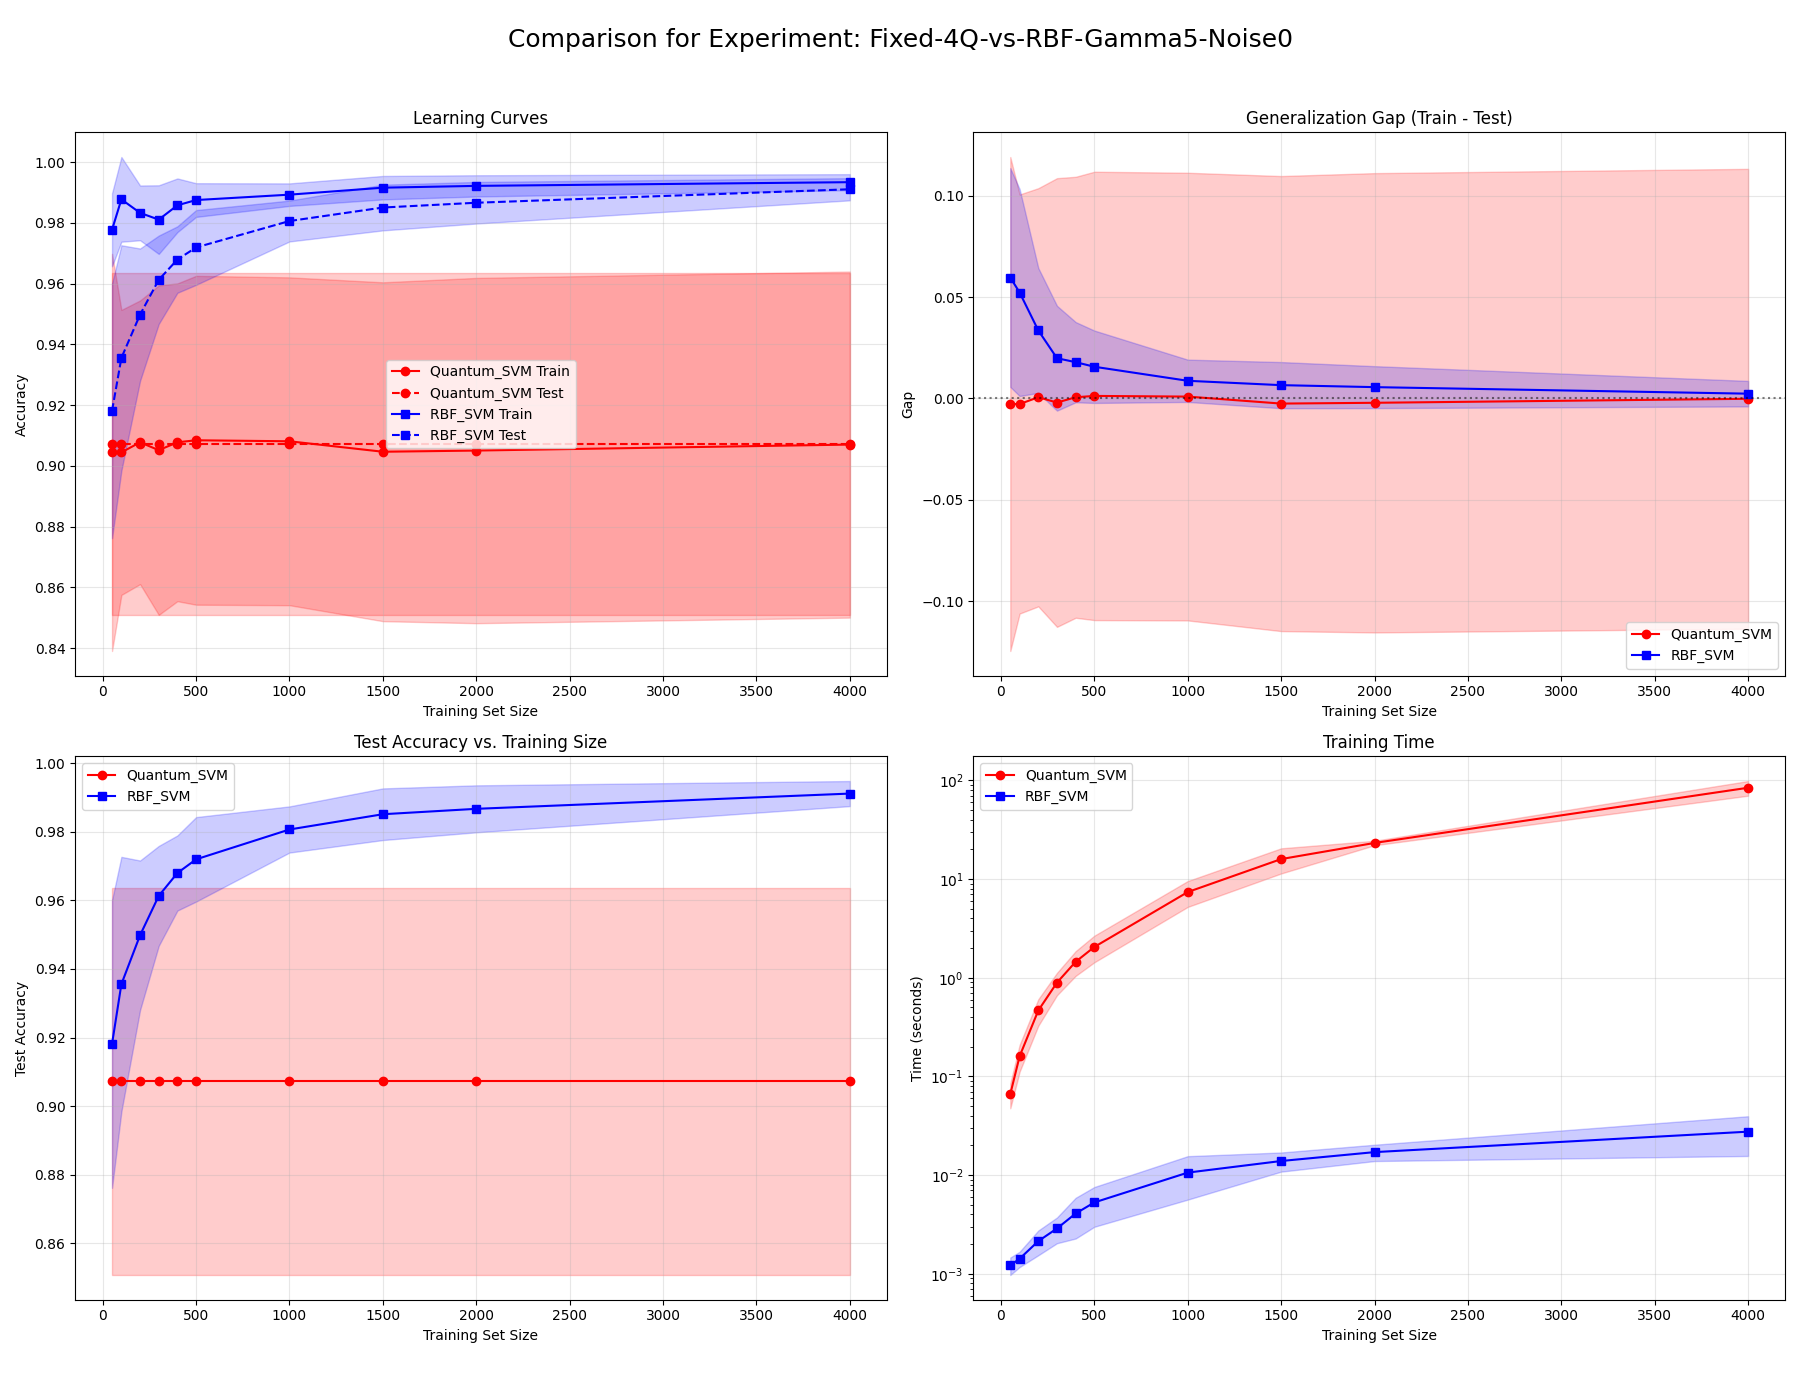 Comparison for Experiment: Fixed-4Q-vs-RBF-Gamma5-Noise0
Learning Curves
Accuracy
1.00
0.98
0.96
0.94
0.92
0.90
0.88
0.86
0.84
Quantum_SVM Train
Quantum_SVM Test
RBF_SVM Train
RBF_SVM Test
0 500 1000 1500 2000 2500 3000 3500 4000
Training Set Size
Generalization Gap (Train - Test)
Gap
0.10
0.05
0.00
−0.05
−0.10
Quantum_SVM
RBF_SVM
0 500 1000 1500 2000 2500 3000 3500 4000
Training Set Size
Test Accuracy vs. Training Size
Test Accuracy
Quantum_SVM
RBF_SVM
1.00
0.98
0.96
0.94
0.92
0.90
0.88
0.86
0 500 1000 1500 2000 2500 3000 3500 4000
Training Set Size
Training Time
Time (seconds)
Quantum_SVM
RBF_SVM
10²
10¹
10⁰
10⁻¹
10⁻²
10⁻³
0 500 1000 1500 2000 2500 3000 3500 4000
Training Set Size